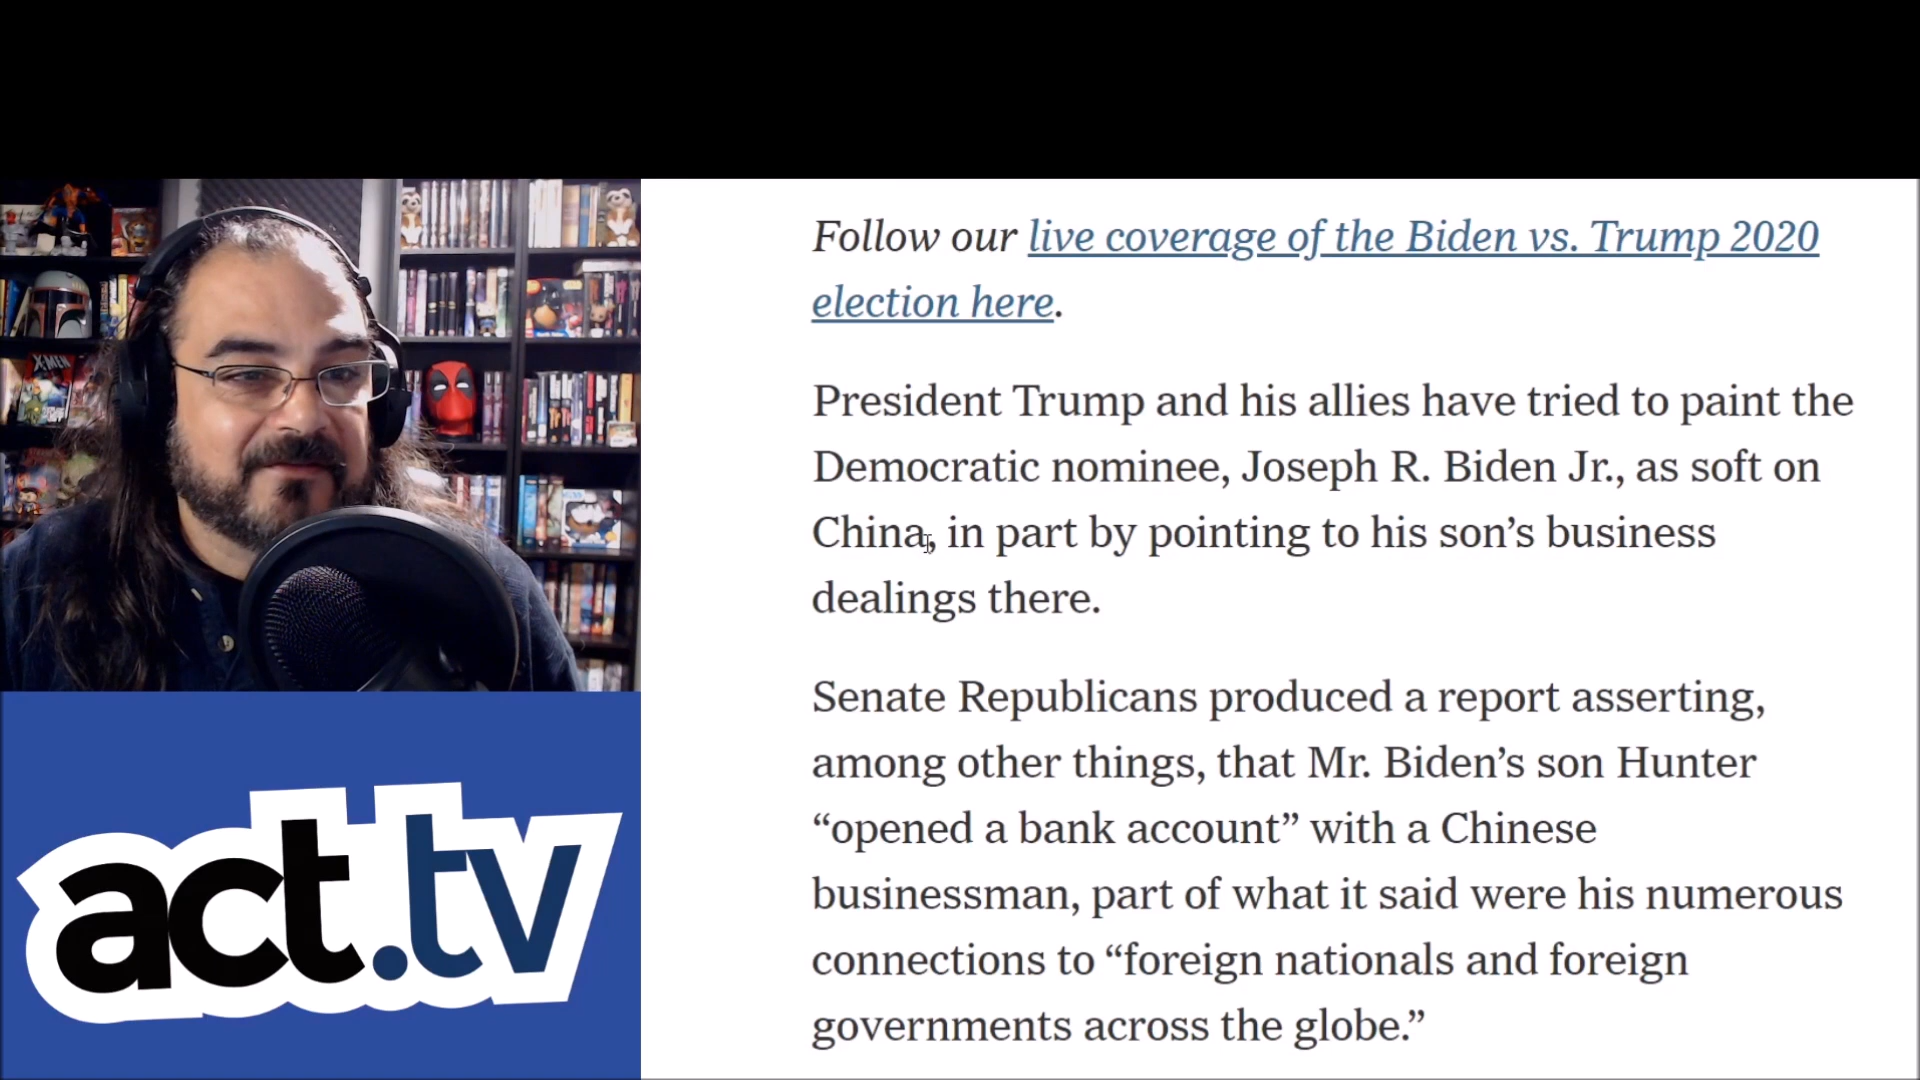 Follow our live coverage of the Biden vs. Trump 2020
election here.
President Trump and his allies have tried to paint the
Democratic nominee, Joseph R. Biden Jr., as soft on
China, in part by pointing to his son’s business
dealings there.
Senate Republicans produced a report asserting,
among other things, that Mr. Biden’s son Hunter
“opened a bank account” with a Chinese
businessman, part of what it said were his numerous
connections to “foreign nationals and foreign
governments across the globe.”
X-MEN
act.tv